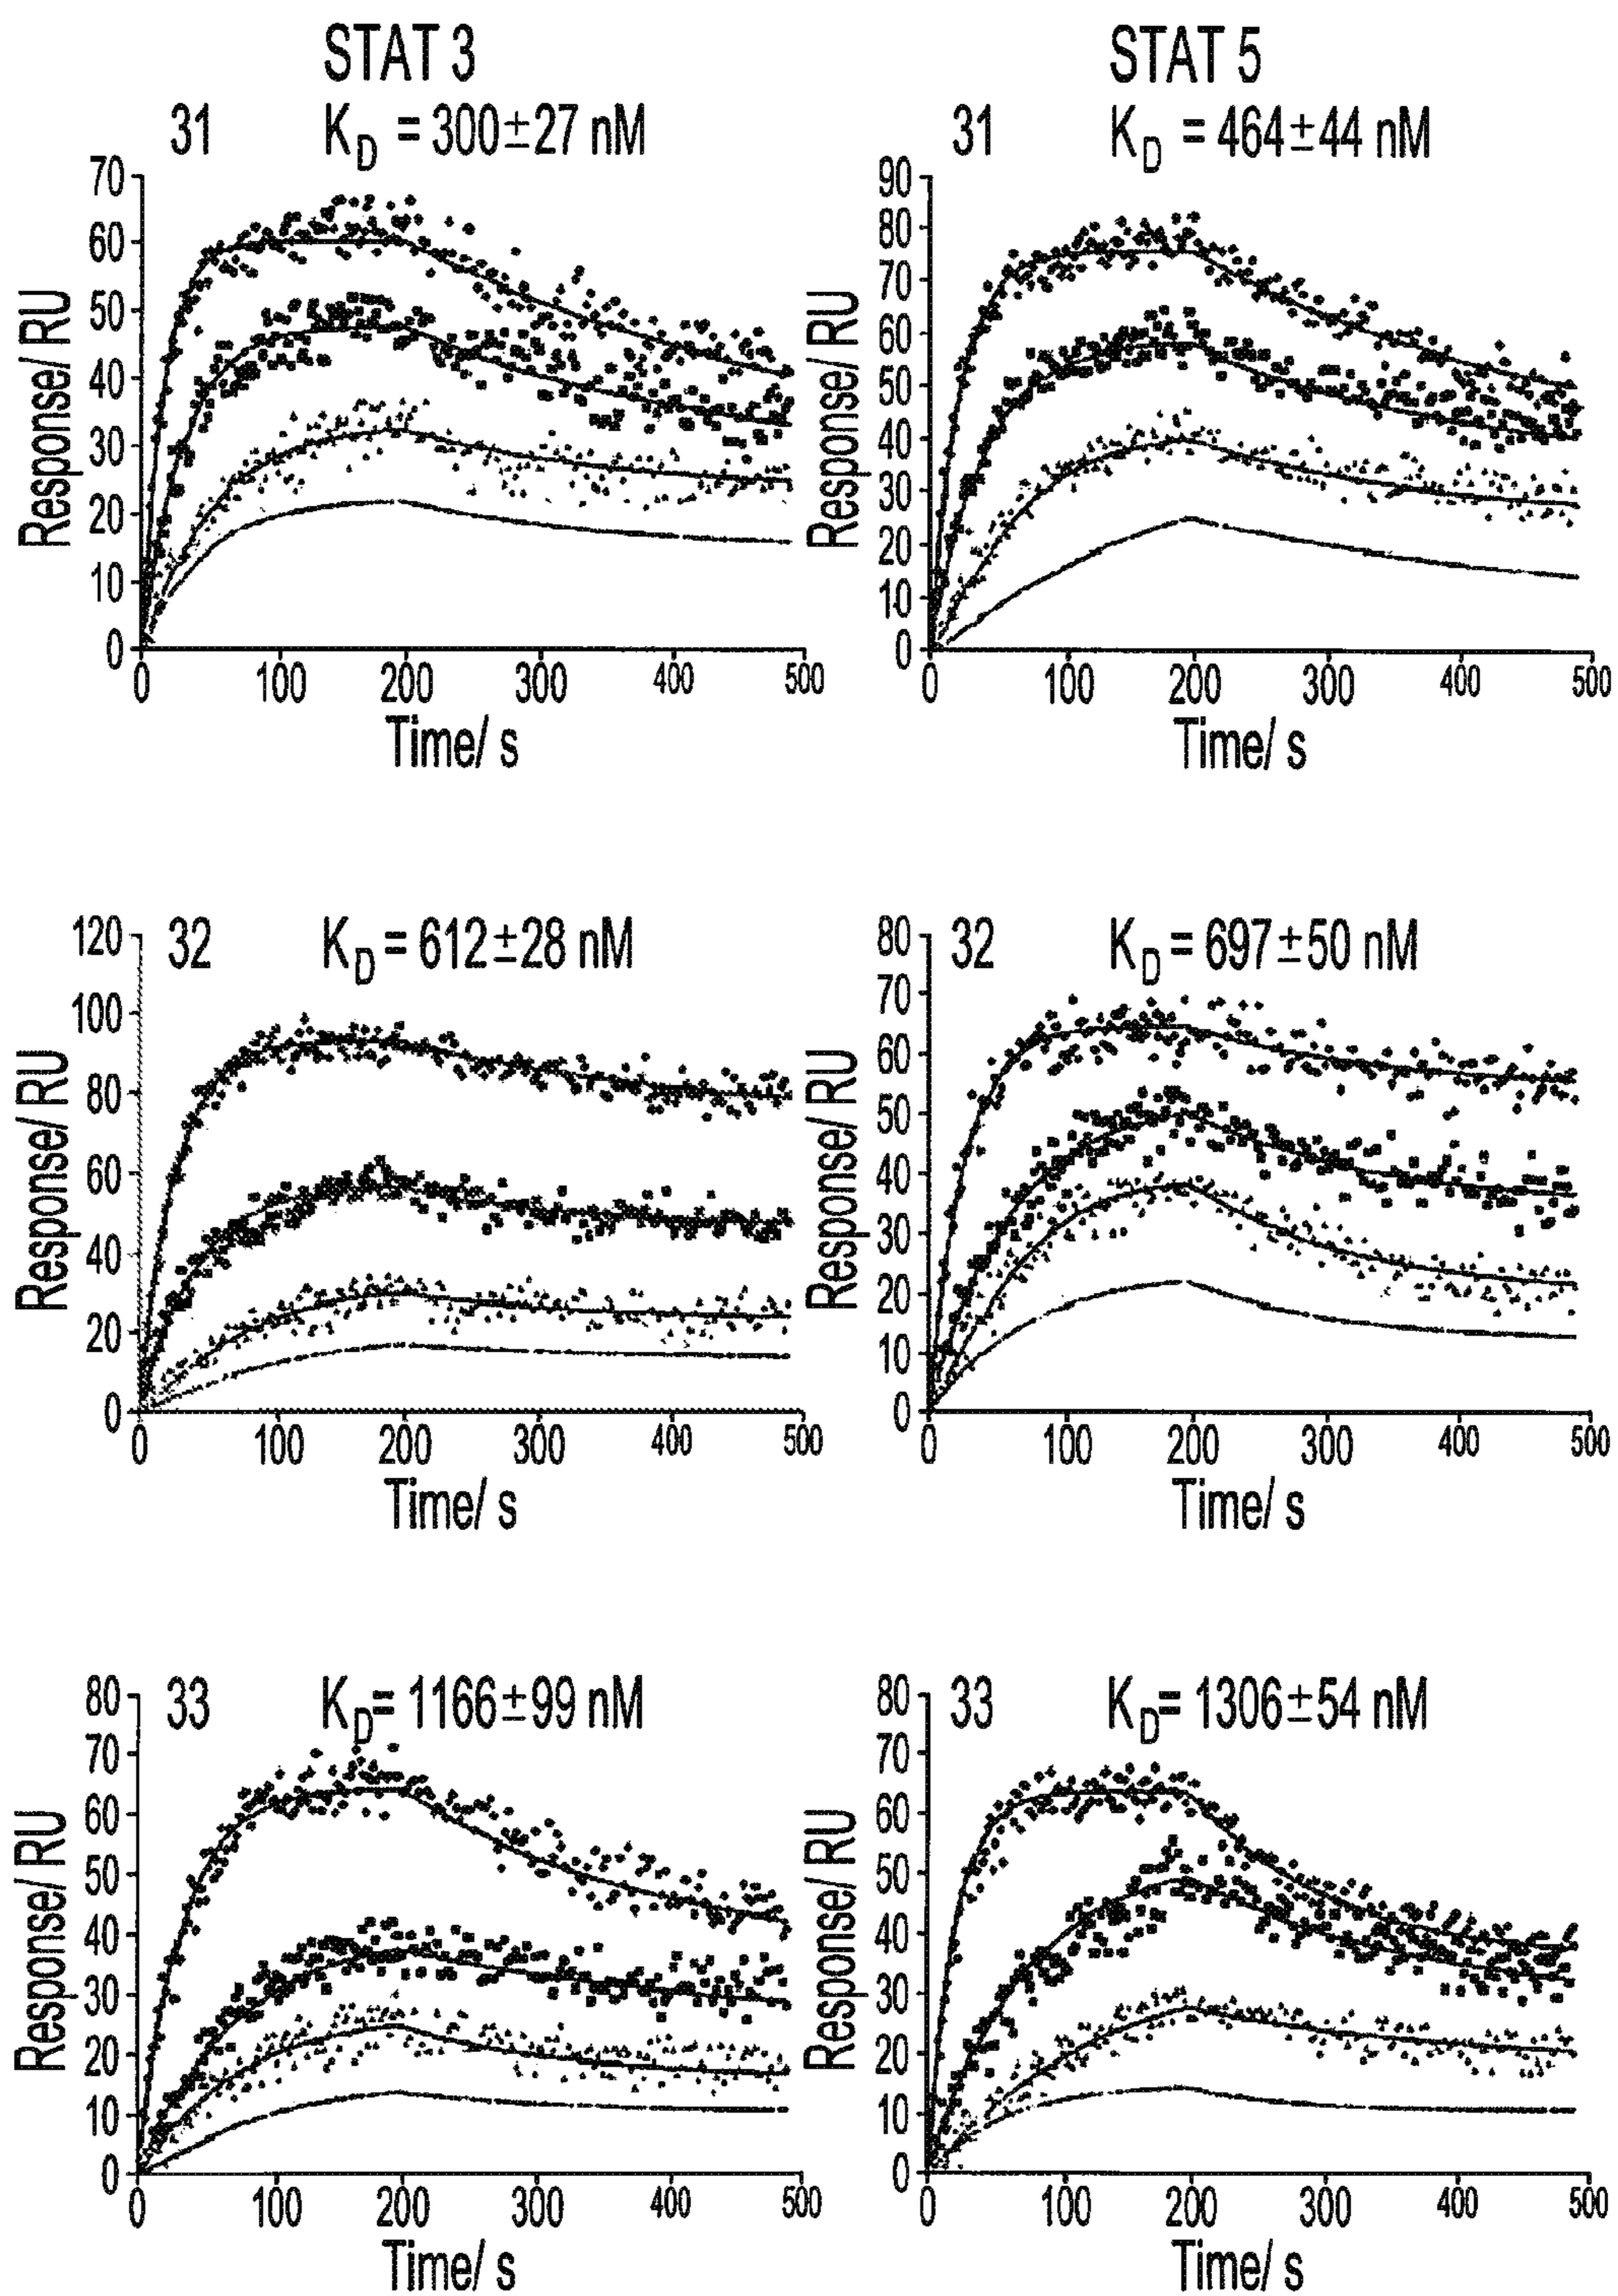 STAT 3
31 K_D = 300±27 nM
70
60
50
40
30
20
10
0
Response/ RU
0 100 200 300 400 500
Time/ s
STAT 5
31 K_D = 464±44 nM
90
80
70
60
50
40
30
20
10
0
Response/ RU
0 100 200 300 400 500
Time/ s
32 K_D = 612±28 nM
120
100
80
60
40
20
0
Response/ RU
0 100 200 300 400 500
Time/ s
32 K_D = 697±50 nM
80
70
60
50
40
30
20
10
0
Response/ RU
0 100 200 300 400 500
Time/ s
33 K_D= 1166±99 nM
80
70
60
50
40
30
20
10
0
Response/ RU
0 100 200 300 400 500
Time/ s
33 K_D= 1306±54 nM
80
70
60
50
40
30
20
10
0
Response/ RU
0 100 200 300 400 500
Time/ s